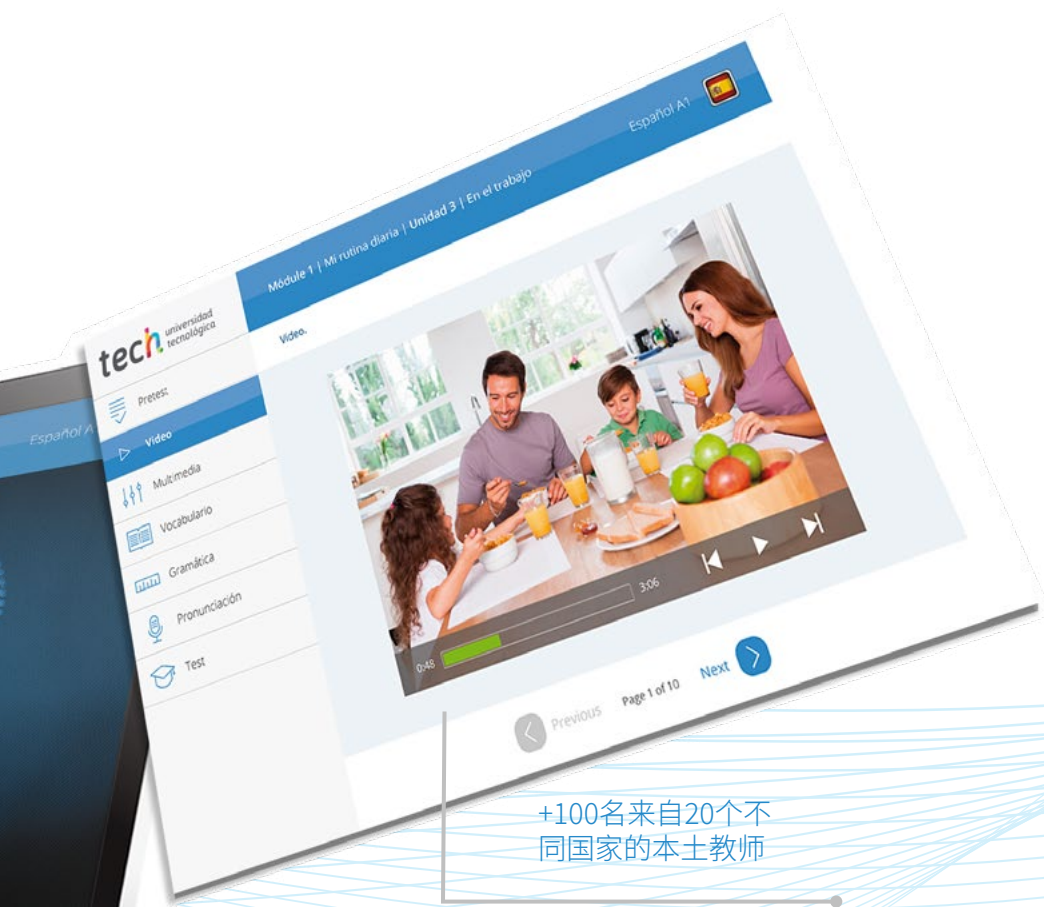 Español A1
Módule 1 | Mi rutina diaria | Unidad 3 | En el trabajo
tech universidad
tecnológica
Video.
Pretest
Video
Multimedia
Vocabulario
Gramática
Pronunciación
Test
Español A
0:48
3:06
Previous
Page 1 of 10
Next
+100名来自20个不
同国家的本土教师